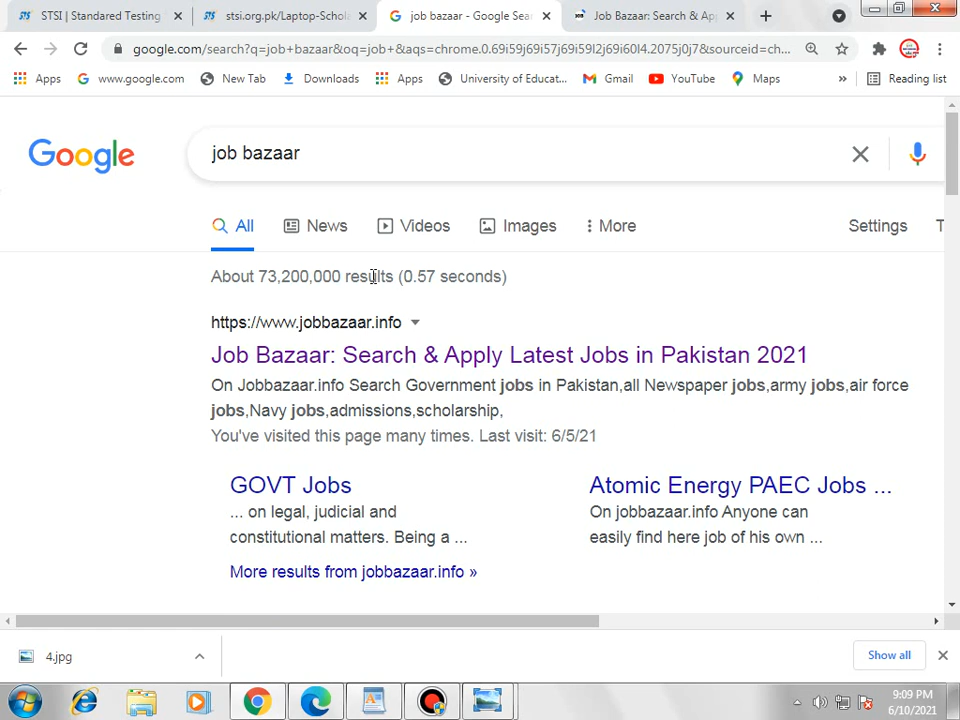 STSI | Standared Testing
stsi.org.pk/Laptop-Schola
job bazaar - Google Sea
Job Bazaar: Search & Ap
google.com/search?q=job+bazaar&oq=job+&aqs=chrome.0.69i59j69i57j69i59l2j69i60l4.2075j0j7&sourceid=ch...
Apps
www.google.com
New Tab
Downloads
Apps
University of Educat...
Gmail
YouTube
Maps
»
Reading list
Google
job bazaar
All
News
Videos
Images
More
Settings
T
About 73,200,000 results (0.57 seconds)
https://www.jobbazaar.info
Job Bazaar: Search & Apply Latest Jobs in Pakistan 2021
On Jobbazaar.info Search Government jobs in Pakistan,all Newspaper jobs,army jobs,air force
jobs,Navy jobs,admissions,scholarship,
You've visited this page many times. Last visit: 6/5/21
GOVT Jobs
... on legal, judicial and
constitutional matters. Being a ...
Atomic Energy PAEC Jobs ...
On jobbazaar.info Anyone can
easily find here job of his own ...
More results from jobbazaar.info »
4.jpg
Show all
9:09 PM
6/10/2021